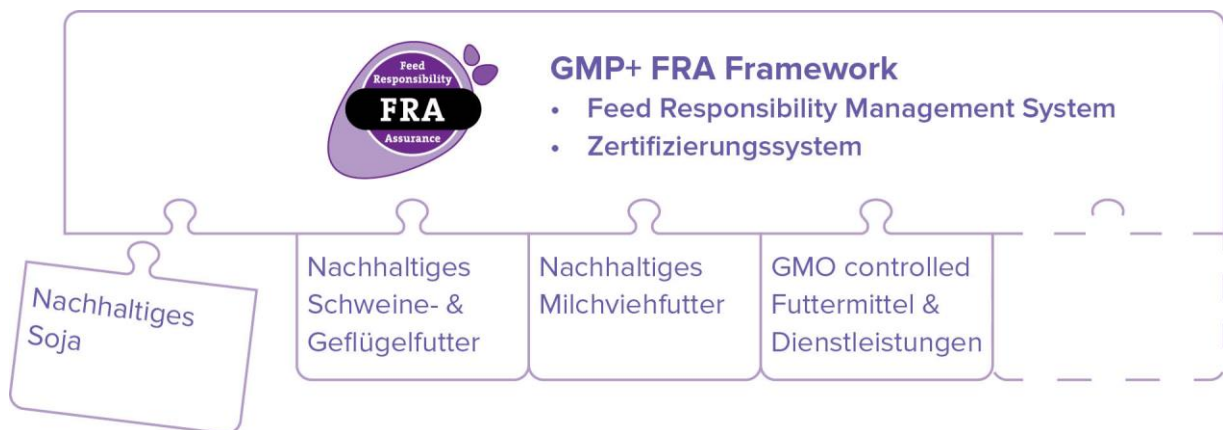 Feed
Responsibility
FRA
Assurance
GMP+ FRA Framework
• Feed Responsibility Management System
• Zertifizierungssystem
Nachhaltiges
Soja
Nachhaltiges
Schweine- &
Geflügelfutter
Nachhaltiges
Milchviehfutter
GMO controlled
Futtermittel &
Dienstleistungen